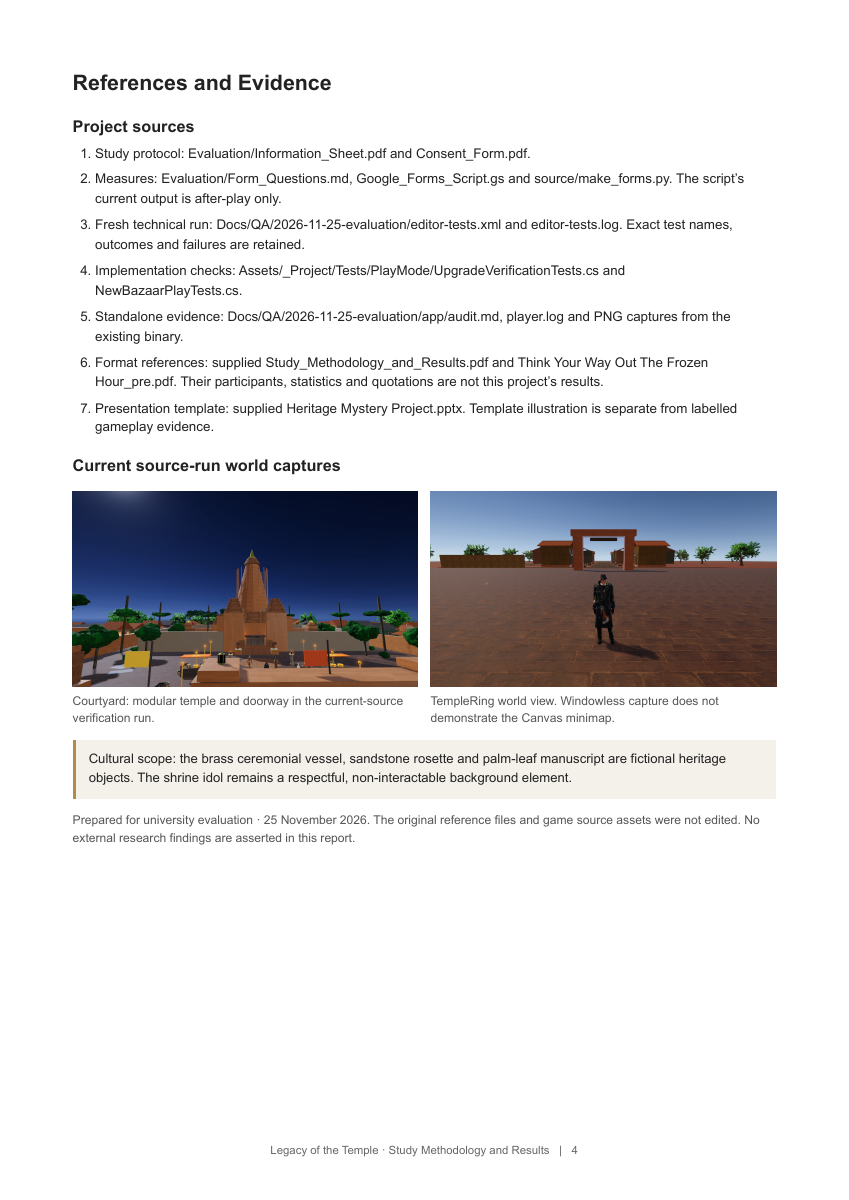 References and Evidence
Project sources
1. Study protocol: Evaluation/Information_Sheet.pdf and Consent_Form.pdf.
2. Measures: Evaluation/Form_Questions.md, Google_Forms_Script.gs and source/make_forms.py. The script’s
current output is after-play only.
3. Fresh technical run: Docs/QA/2026-11-25-evaluation/editor-tests.xml and editor-tests.log. Exact test names,
outcomes and failures are retained.
4. Implementation checks: Assets/_Project/Tests/PlayMode/UpgradeVerificationTests.cs and
NewBazaarPlayTests.cs.
5. Standalone evidence: Docs/QA/2026-11-25-evaluation/app/audit.md, player.log and PNG captures from the
existing binary.
6. Format references: supplied Study_Methodology_and_Results.pdf and Think Your Way Out The Frozen
Hour_pre.pdf. Their participants, statistics and quotations are not this project’s results.
7. Presentation template: supplied Heritage Mystery Project.pptx. Template illustration is separate from labelled
gameplay evidence.
Current source-run world captures
Courtyard: modular temple and doorway in the current-source
verification run.
TempleRing world view. Windowless capture does not
demonstrate the Canvas minimap.
Cultural scope: the brass ceremonial vessel, sandstone rosette and palm-leaf manuscript are fictional heritage
objects. The shrine idol remains a respectful, non-interactable background element.
Prepared for university evaluation · 25 November 2026. The original reference files and game source assets were not edited. No
external research findings are asserted in this report.
Legacy of the Temple · Study Methodology and Results | 4